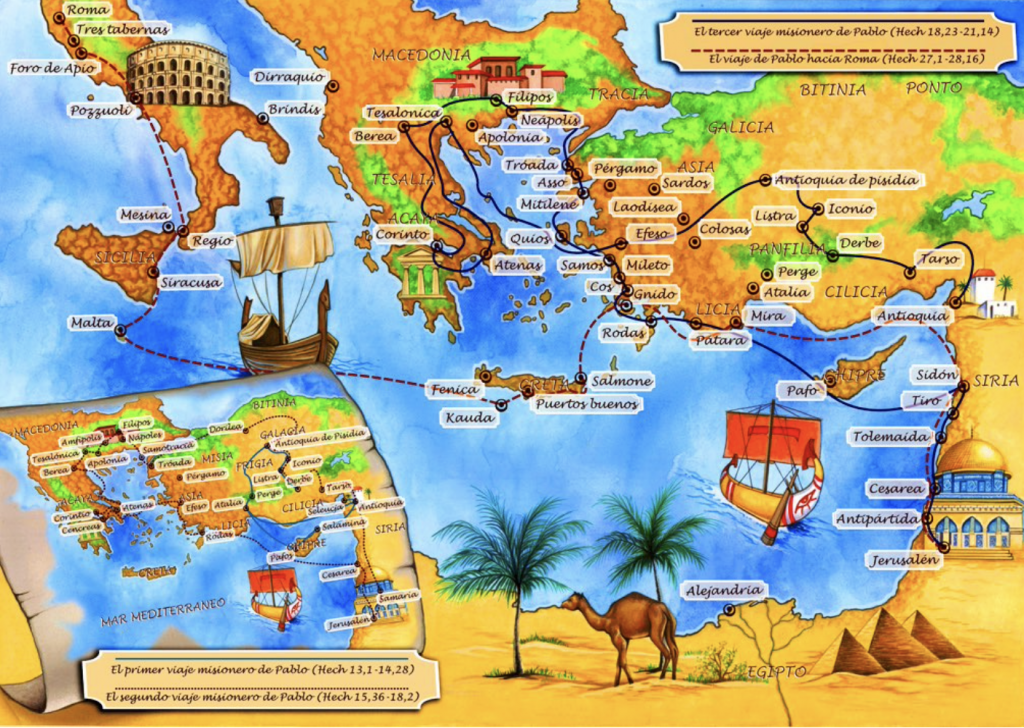 El tercer viaje misionero de Pablo (Hech 18,23-21,14)
El viaje de Pablo hacia Roma (Hech 27,1-28,16)
Roma
Tres tabernas
Foro de Apio
Pozzuoli
Dirraquio
Brindis
MACEDONIA
Filipos
Neápolis
TRACIA
BITINIA
PONTO
Tesalonica
Berea
Apolonia
GALICIA
TESALIA
Tróada
Asso
Mitilene
Pérgamo
ASIA
Sardos
Antioquia de pisidia
Laodisea
Listra
Iconio
Mesina
Regio
SICILIA
Siracusa
Corinto
Quios
Atenas
Efeso
Colosas
PANFILIA
Derbe
Samos
Mileto
Perge
Tarso
Cos
Gnido
Atalia
CILICIA
Malta
Rodas
LICIA
Mira
Antioquia
Patara
Fenica
CRETA
Salmone
Kauda
Puertos buenos
Pafo
CHIPRE
Sidón
SIRIA
Tiro
Tolemaida
Cesarea
Antipártida
Jerusalén
Alejandria
EGIPTO
MACEDONIA
BITINIA
Filipos
Dorilea
Amfipolis
Nápoles
GALACIA
Tesalónica
Samotracia
Antioquia de Pisidia
Apolonia
MISIA
Berea
Tróada
FRIGIA
Iconio
Pérgamo
Listra
Derbe
ASIA
Perge
Tarso
ACAIA
Atenas
Efeso
Atalia
CILICIA
Seleucia
Antioquia
Corintio
Cencreas
LICIA
Salamina
SIRIA
Rodas
CHIPRE
Pafos
CRETA
Cesarea
MAR MEDITERRANEO
Samaria
Jerusalén
El primer viaje misionero de Pablo (Hech 13,1-14,28)
El segundo viaje misionero de Pablo (Hech 15,36-18,2)